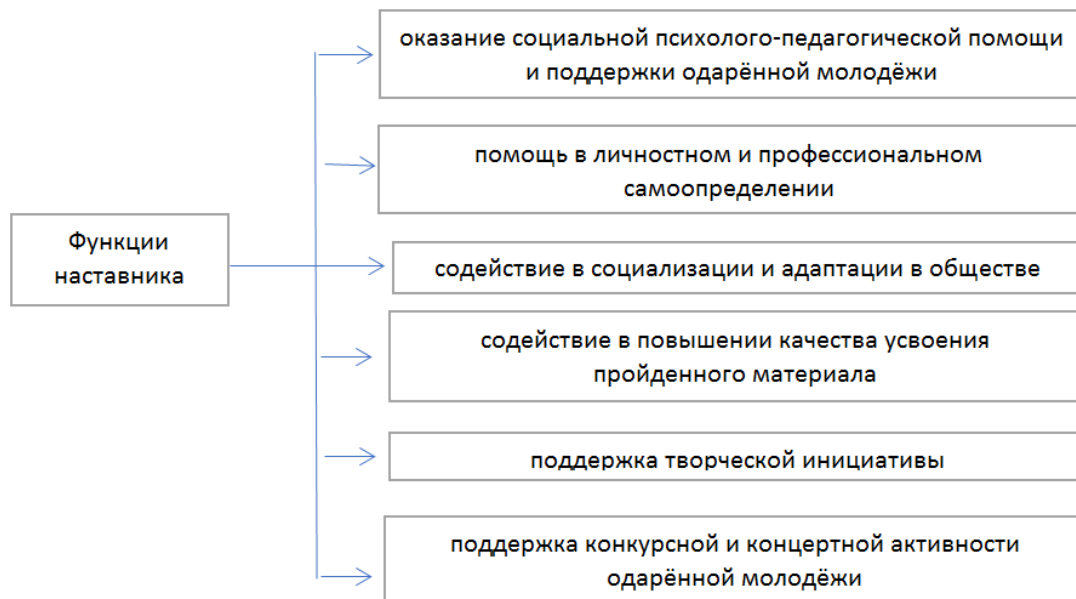 оказание социальной психолого-педагогической помощи
и поддержки одарённой молодёжи
помощь в личностном и профессиональном
самоопределении
Функции
наставника
содействие в социализации и адаптации в обществе
содействие в повышении качества усвоения
пройденного материала
поддержка творческой инициативы
поддержка конкурсной и концертной активности
одарённой молодёжи